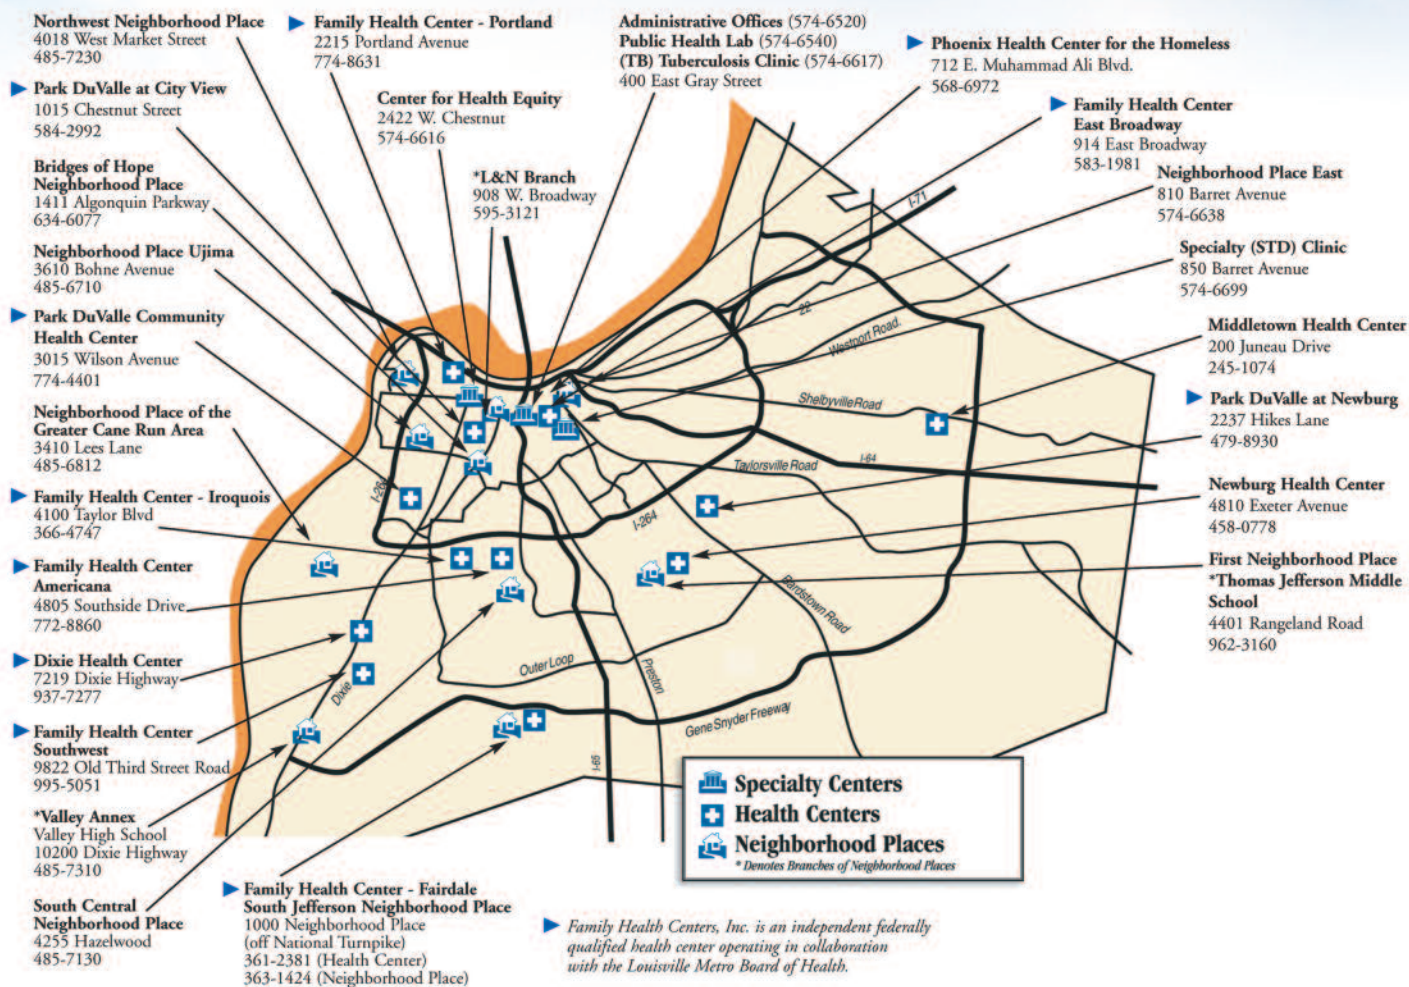 Northwest Neighborhood Place
4018 West Market Street
485-7230
Park DuValle at City View
1015 Chestnut Street
584-2992
Bridges of Hope
Neighborhood Place
1411 Algonquin Parkway
634-6077
Neighborhood Place Ujima
3610 Bohne Avenue
485-6710
Park DuValle Community
Health Center
3015 Wilson Avenue
774-4401
Neighborhood Place of the
Greater Cane Run Area
3410 Lees Lane
485-6812
Family Health Center - Iroquois
4100 Taylor Blvd
366-4747
Family Health Center
Americana
4805 Southside Drive
772-8860
Dixie Health Center
7219 Dixie Highway
937-7277
Family Health Center
Southwest
9822 Old Third Street Road
995-5051
*Valley Annex
Valley High School
10200 Dixie Highway
485-7310
South Central
Neighborhood Place
4255 Hazelwood
485-7130
Family Health Center - Portland
2215 Portland Avenue
774-8631
Center for Health Equity
2422 W. Chestnut
574-6616
*L&N Branch
908 W. Broadway
595-3121
Administrative Offices (574-6520)
Public Health Lab (574-6540)
(TB) Tuberculosis Clinic (574-6617)
400 East Gray Street
Phoenix Health Center for the Homeless
712 E. Muhammad Ali Blvd.
568-6972
Family Health Center
East Broadway
914 East Broadway
583-1981
Neighborhood Place East
810 Barret Avenue
574-6638
Specialty (STD) Clinic
850 Barret Avenue
574-6699
Middletown Health Center
200 Juneau Drive
245-1074
Park DuValle at Newburg
2237 Hikes Lane
479-8930
Newburg Health Center
4810 Exeter Avenue
458-0778
First Neighborhood Place
*Thomas Jefferson Middle
School
4401 Rangeland Road
962-3160
I-71
22
Westport Road.
Shelbyville Road
I-64
Taylorsville Road
I-264
I-264
Bardstown Road
Outer Loop
Preston
Dixie
Gene Snyder Freeway
I-65
Specialty Centers
Health Centers
Neighborhood Places
* Denotes Branches of Neighborhood Places
Family Health Center - Fairdale
South Jefferson Neighborhood Place
1000 Neighborhood Place
(off National Turnpike)
361-2381 (Health Center)
363-1424 (Neighborhood Place)
Family Health Centers, Inc. is an independent federally
qualified health center operating in collaboration
with the Louisville Metro Board of Health.